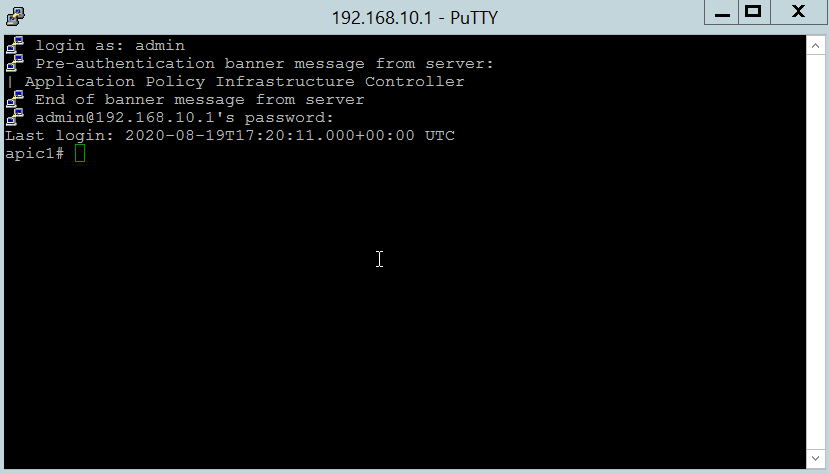 192.168.10.1 - PuTTY
login as: admin
Pre-authentication banner message from server:
| Application Policy Infrastructure Controller
End of banner message from server
admin@192.168.10.1's password:
Last login: 2020-08-19T17:20:11.000+00:00 UTC
apic1#